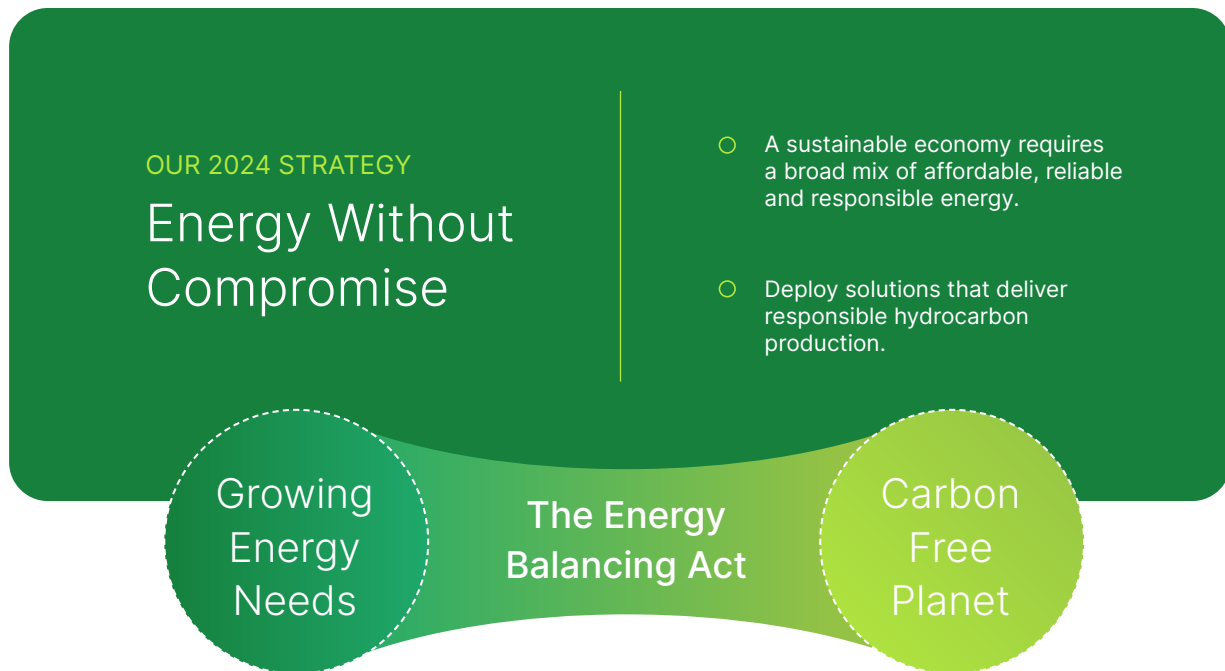 OUR 2024 STRATEGY
Energy Without
Compromise
A sustainable economy requires
a broad mix of affordable, reliable
and responsible energy.
Deploy solutions that deliver
responsible hydrocarbon
production.
Growing
Energy
Needs
The Energy
Balancing Act
Carbon
Free
Planet